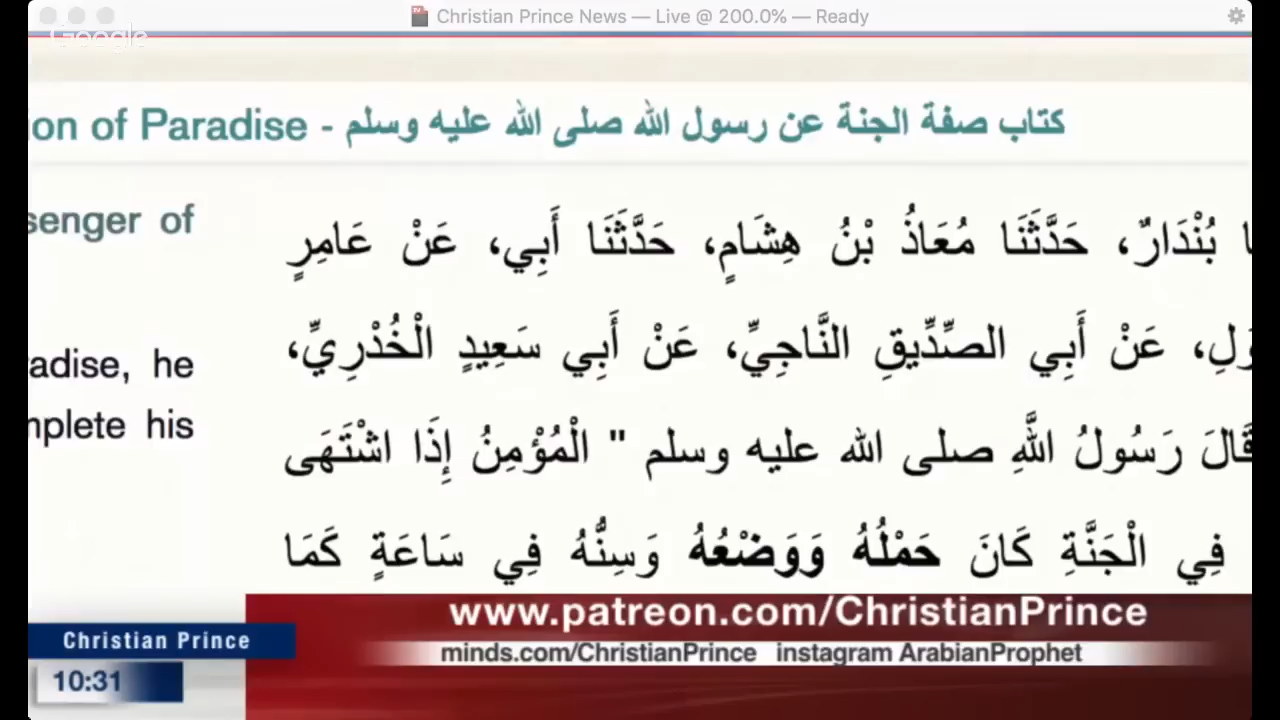 Christian Prince News — Live @ 200.0% — Ready
Google
on of Paradise - كتاب صفة الجنة عن رسول الله صلى الله عليه وسلم
senger of
بُنْدَارٌ، حَدَّثَنَا مُعَاذُ بْنُ هِشَامٍ، حَدَّثَنَا أَبِي، عَنْ عَامِرٍ
عَنْ أَبِي الصِّدِّيقِ النَّاجِيِّ، عَنْ أَبِي سَعِيدٍ الْخُدْرِيِّ،
adise, he
mplete his
قَالَ رَسُولُ اللَّهِ صلى الله عليه وسلم " الْمُؤْمِنُ إِذَا اشْتَهَى
فِي الْجَنَّةِ كَانَ حَمْلُهُ وَوَضْعُهُ وَسِنُّهُ فِي سَاعَةٍ كَمَا
www.patreon.com/ChristianPrince
minds.com/ChristianPrince instagram ArabianProphet
Christian Prince
10:31